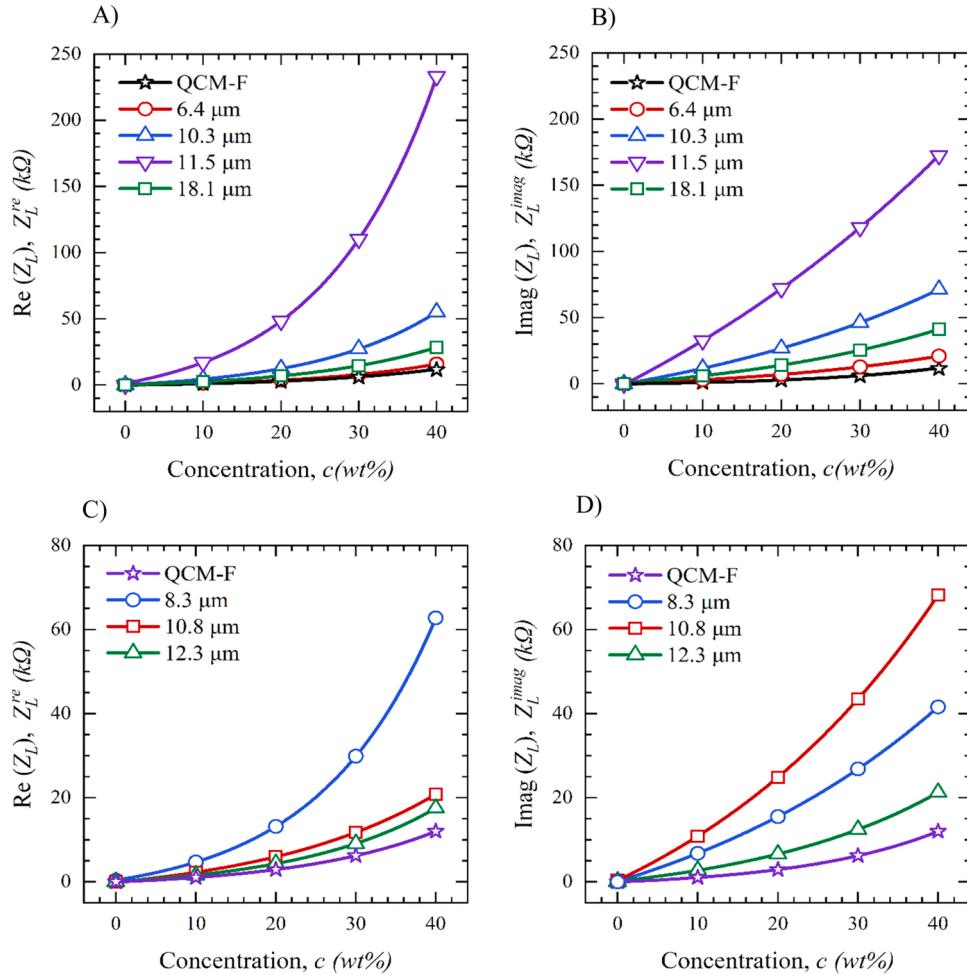 A)
250
200
150
100
50
0
Re (Z_L), Z_L^re (kΩ)
QCM-F
6.4 μm
10.3 μm
11.5 μm
18.1 μm
0 10 20 30 40
Concentration, c(wt%)
B)
250
200
150
100
50
0
Imag (Z_L), Z_L^imag (kΩ)
QCM-F
6.4 μm
10.3 μm
11.5 μm
18.1 μm
0 10 20 30 40
Concentration, c(wt%)
C)
80
60
40
20
0
Re (Z_L), Z_L^re (kΩ)
QCM-F
8.3 μm
10.8 μm
12.3 μm
0 10 20 30 40
Concentration, c (wt%)
D)
80
60
40
20
0
Imag (Z_L), Z_L^imag (kΩ)
QCM-F
8.3 μm
10.8 μm
12.3 μm
0 10 20 30 40
Concentration, c (wt%)